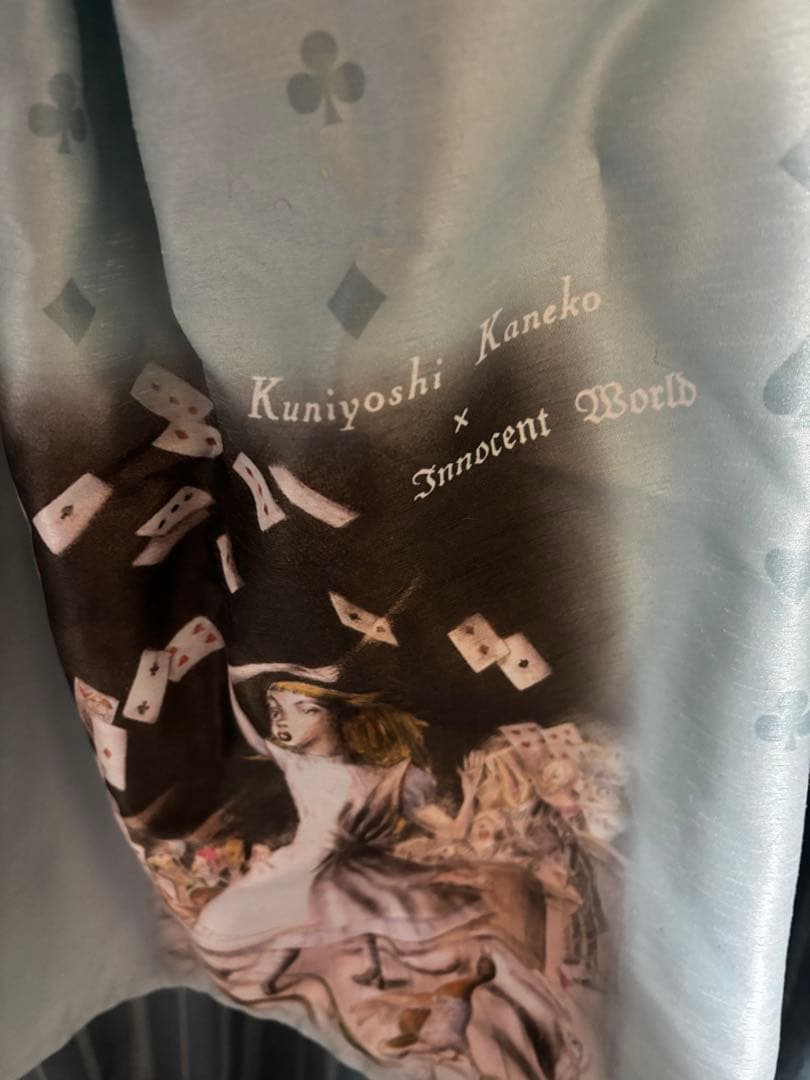 Kuniyoshi Kaneko
×
Innocent World